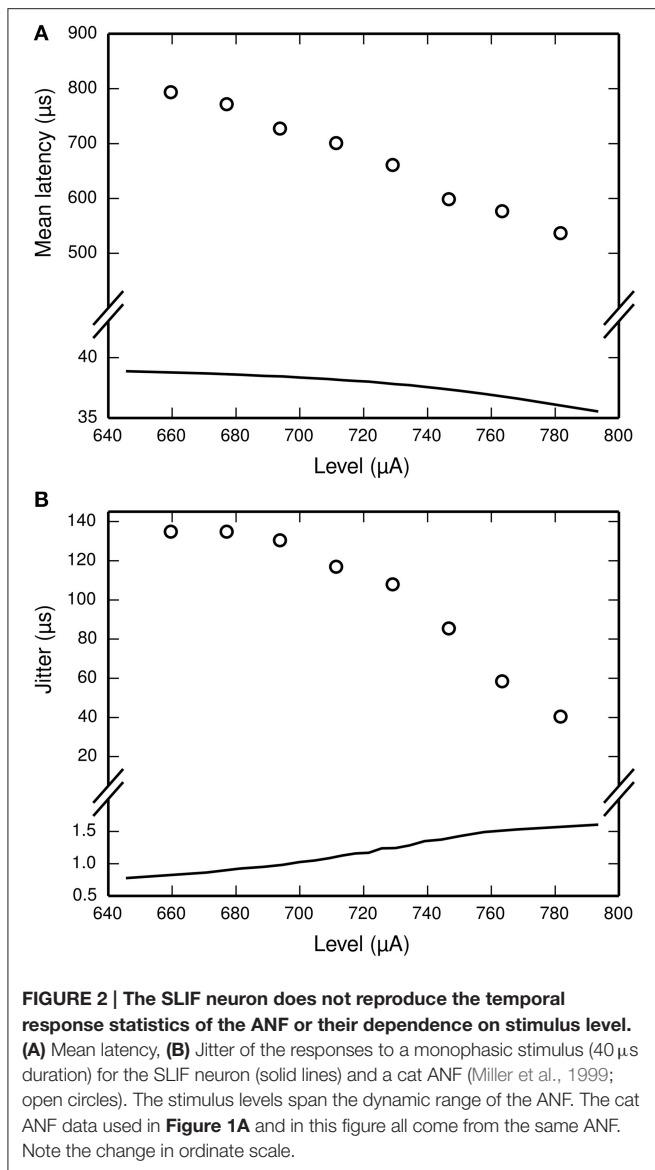 A
900
800
700
600
500
40
35
Mean latency (µs)
640 660 680 700 720 740 760 780 800
Level (µA)
B
140
120
100
80
60
40
20
1.5
1.0
0.5
Jitter (µs)
640 660 680 700 720 740 760 780 800
Level (µA)
FIGURE 2 | The SLIF neuron does not reproduce the temporal
response statistics of the ANF or their dependence on stimulus level.
(A) Mean latency, (B) Jitter of the responses to a monophasic stimulus (40 µs
duration) for the SLIF neuron (solid lines) and a cat ANF (Miller et al., 1999;
open circles). The stimulus levels span the dynamic range of the ANF. The cat
ANF data used in Figure 1A and in this figure all come from the same ANF.
Note the change in ordinate scale.